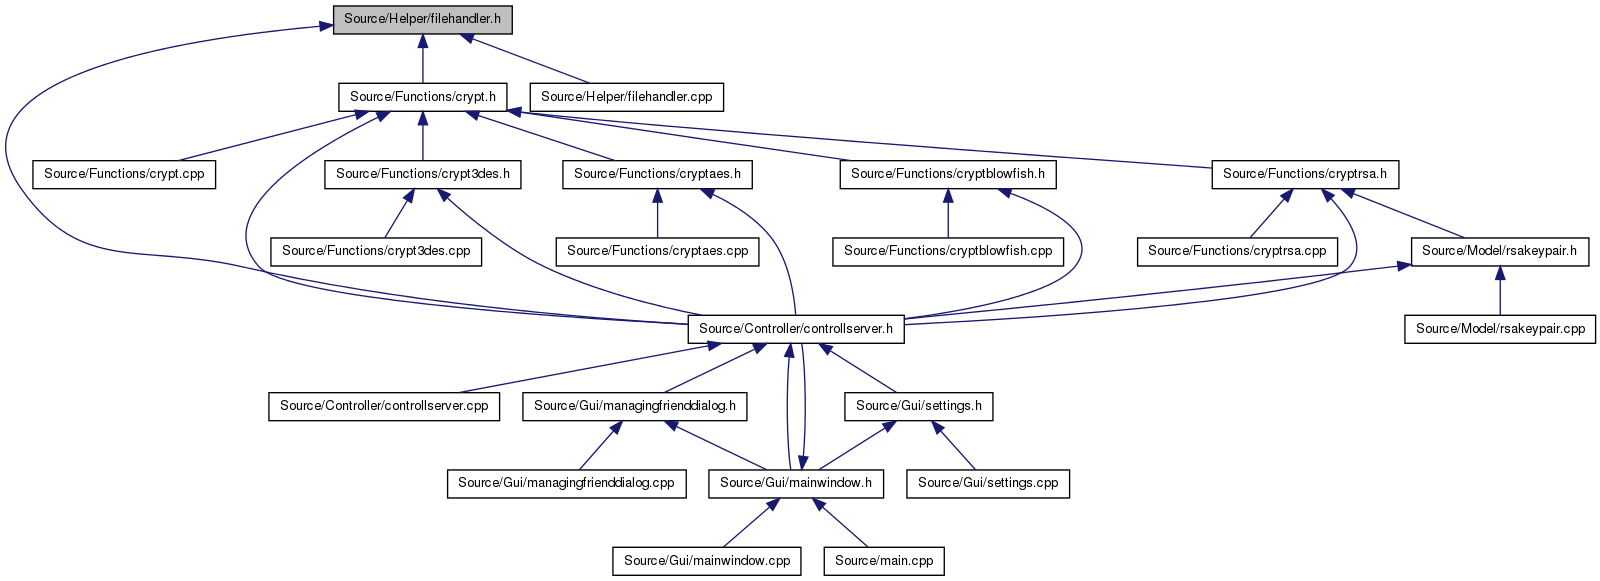 Source/Helper/filehandler.h
Source/Functions/crypt.h
Source/Helper/filehandler.cpp
Source/Functions/crypt.cpp
Source/Functions/crypt3des.h
Source/Functions/cryptaes.h
Source/Functions/cryptblowfish.h
Source/Functions/cryptrsa.h
Source/Functions/crypt3des.cpp
Source/Functions/cryptaes.cpp
Source/Functions/cryptblowfish.cpp
Source/Functions/cryptrsa.cpp
Source/Model/rsakeypair.h
Source/Controller/controllserver.h
Source/Model/rsakeypair.cpp
Source/Controller/controllserver.cpp
Source/Gui/managingfrienddialog.h
Source/Gui/settings.h
Source/Gui/managingfrienddialog.cpp
Source/Gui/mainwindow.h
Source/Gui/settings.cpp
Source/Gui/mainwindow.cpp
Source/main.cpp